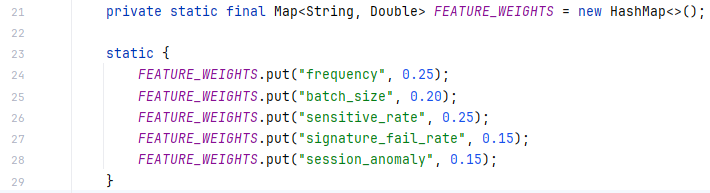 21 private static final Map<String, Double> FEATURE_WEIGHTS = new HashMap<>();
22
23 static {
24 FEATURE_WEIGHTS.put("frequency", 0.25);
25 FEATURE_WEIGHTS.put("batch_size", 0.20);
26 FEATURE_WEIGHTS.put("sensitive_rate", 0.25);
27 FEATURE_WEIGHTS.put("signature_fail_rate", 0.15);
28 FEATURE_WEIGHTS.put("session_anomaly", 0.15);
29 }